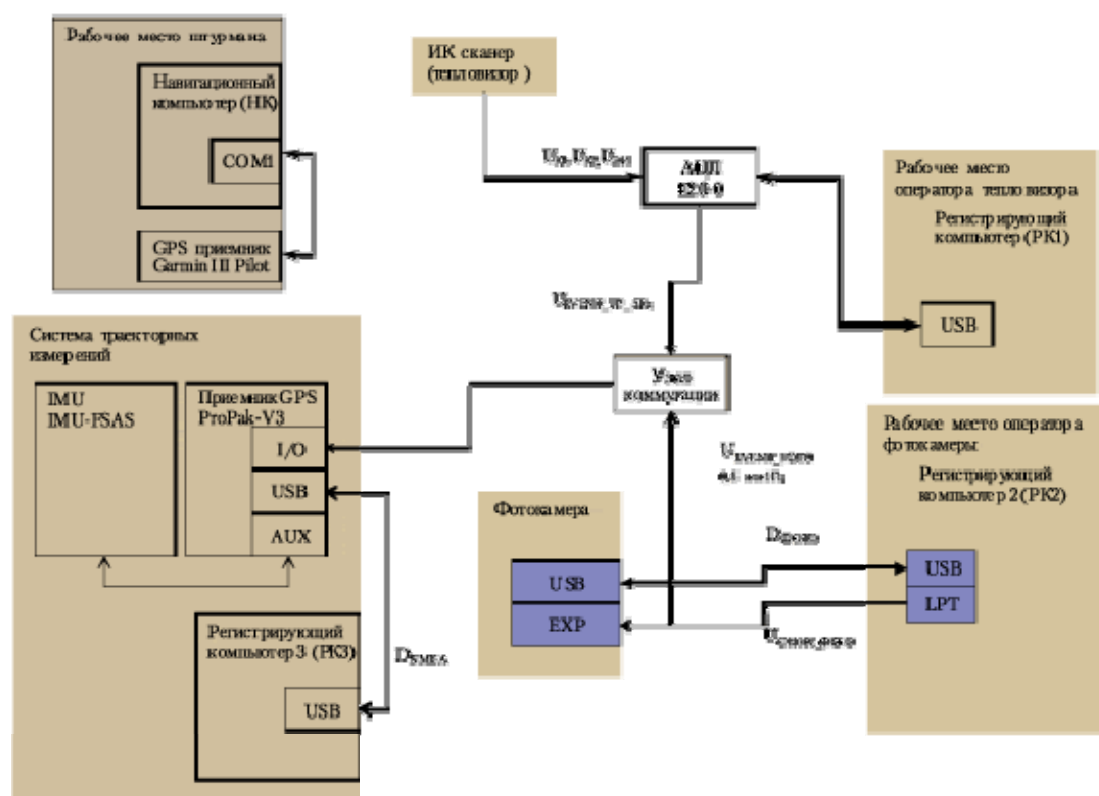 Рабочее место штурмана
Навигационный
компьютер (НК)
COM1
GPS приемник
Garmin III Pilot
ИК сканер
(тепловизор)
АЦП
Рабочее место
оператора тепловизора
Регистрирующий
компьютер (РК1)
USB
Система траекторных
измерений
IMU
IMU-FSAS
Приемник GPS
ProPak-V3
I/O
USB
AUX
Узел
коммутации
Регистрирующий
компьютер 3 (РК3)
USB
D NMEA
Фотокамера
USB
EXP
Рабочее место оператора
фотокамеры
Регистрирующий
компьютер 2 (РК2)
USB
LPT